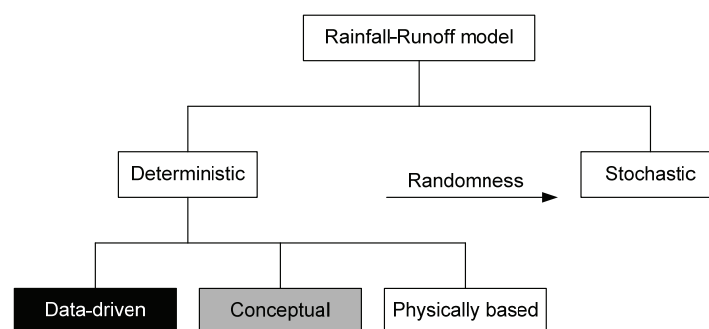 Rainfall-Runoff model
Deterministic
Randomness
Stochastic
Data-driven
Conceptual
Physically based